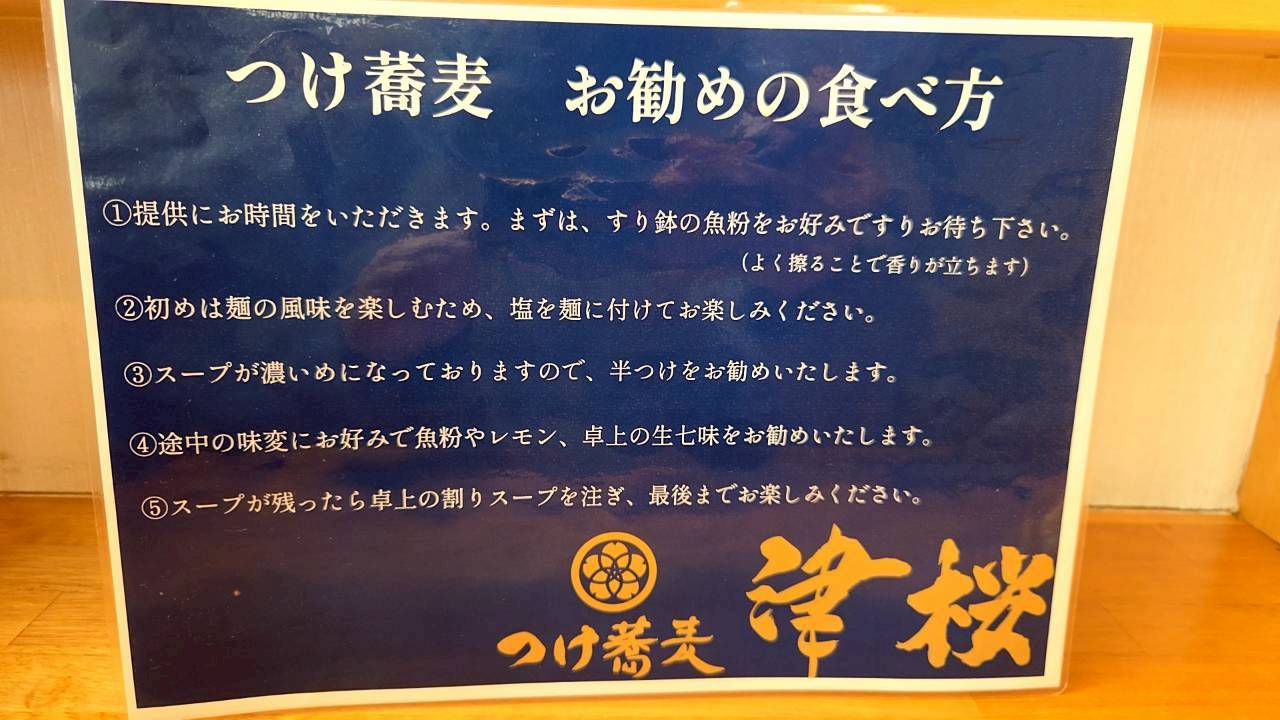 つけ蕎麦　お勧めの食べ方
①提供にお時間をいただきます。まずは、すり鉢の魚粉をお好みですりお待ち下さい。
（よく擦ることで香りが立ちます）
②初めは麺の風味を楽しむため、塩を麺に付けてお楽しみください。
③スープが濃いめになっておりますので、半つけをお勧めいたします。
④途中の味変にお好みで魚粉やレモン、卓上の生七味をお勧めいたします。
⑤スープが残ったら卓上の割りスープを注ぎ、最後までお楽しみください。
つけ蕎麦 津桜